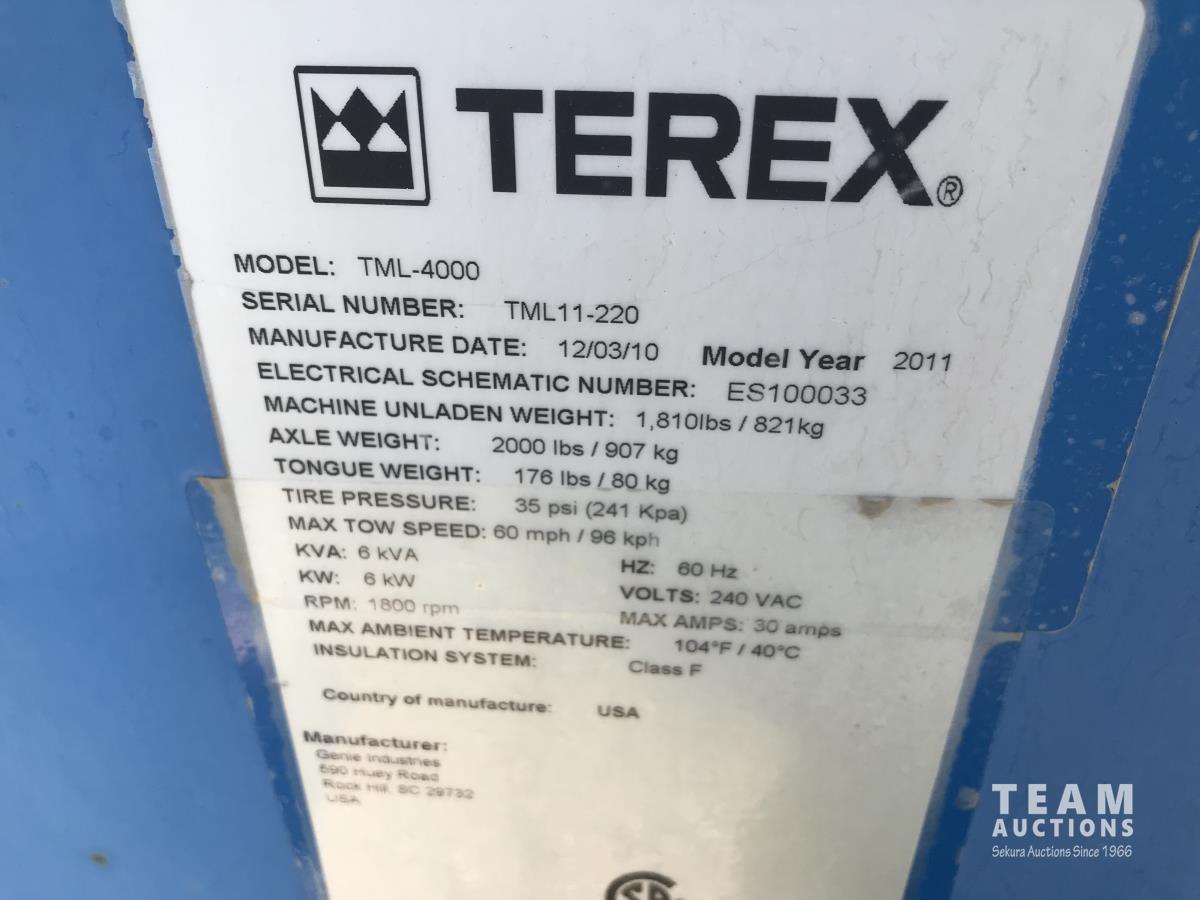 TEREX®
MODEL: TML-4000
SERIAL NUMBER: TML11-220
MANUFACTURE DATE: 12/03/10 Model Year 2011
ELECTRICAL SCHEMATIC NUMBER: ES100033
MACHINE UNLADEN WEIGHT: 1,810lbs / 821kg
AXLE WEIGHT: 2000 lbs / 907 kg
TONGUE WEIGHT: 176 lbs / 80 kg
TIRE PRESSURE: 35 psi (241 Kpa)
MAX TOW SPEED: 60 mph / 96 kph
KVA: 6 kVA HZ: 60 Hz
KW: 6 kW VOLTS: 240 VAC
RPM: 1800 rpm MAX AMPS: 30 amps
MAX AMBIENT TEMPERATURE: 104°F / 40°C
INSULATION SYSTEM: Class F
Country of manufacture: USA
Manufacturer:
Genie Industries
590 Huey Road
Rock Hill, SC 29732
USA
TEAM
AUCTIONS
Sekura Auctions Since 1966